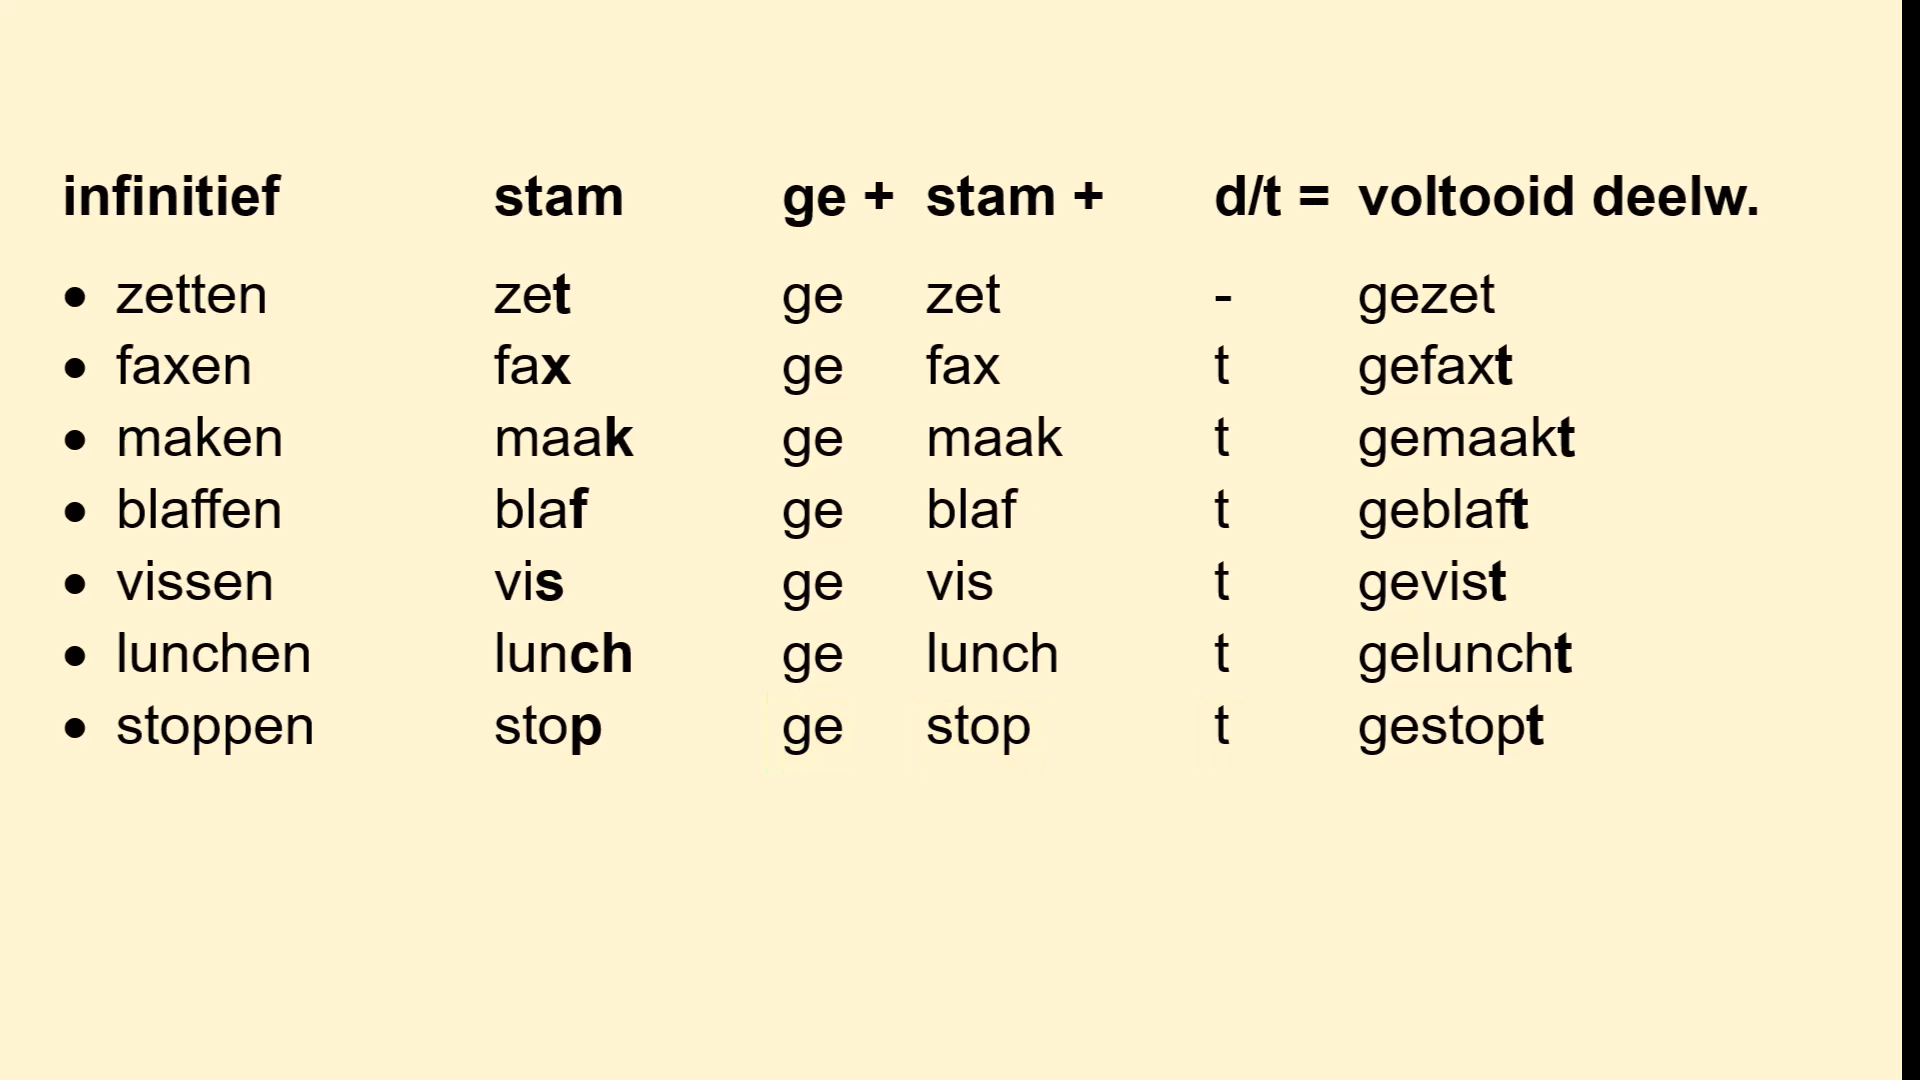 infinitief stam ge + stam + d/t = voltooid deelw.
• zetten zet ge zet - gezet
• faxen fax ge fax t gefaxt
• maken maak ge maak t gemaakt
• blaffen blaf ge blaf t geblaft
• vissen vis ge vis t gevist
• lunchen lunch ge lunch t geluncht
• stoppen stop ge stop t gestopt